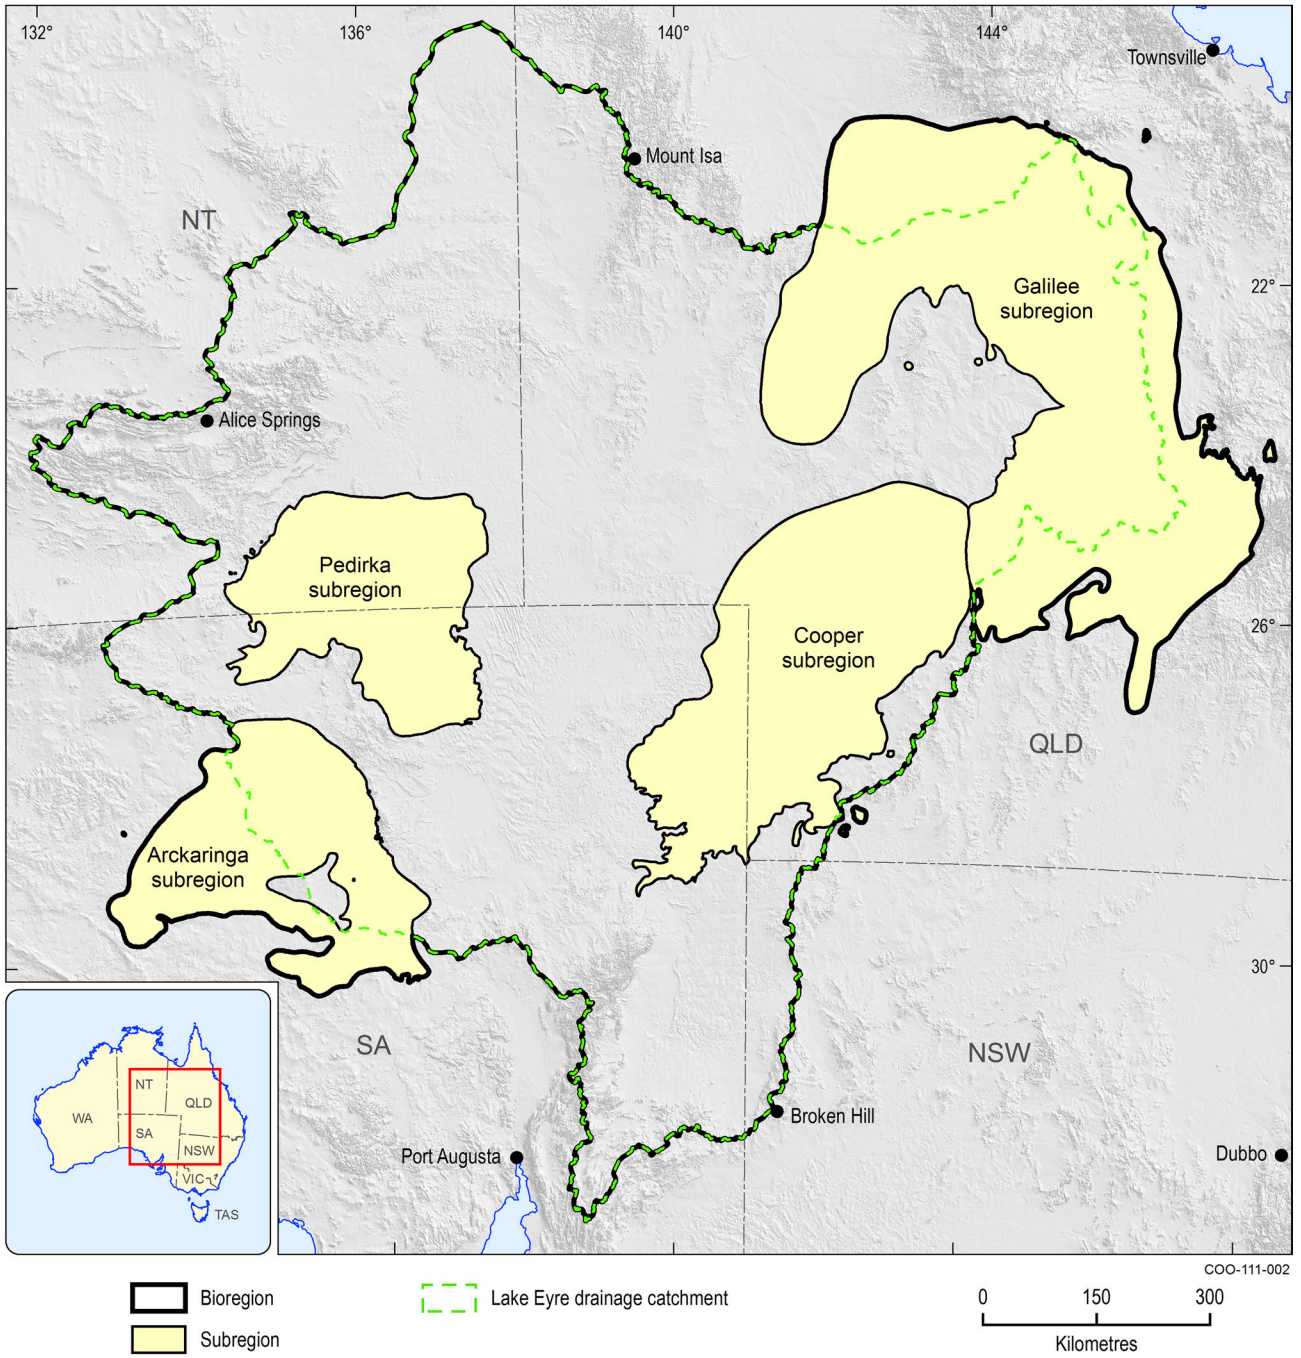 132°
136°
140°
144°
Townsville
Mount Isa
NT
22°
Galilee
subregion
Alice Springs
Pedirka
subregion
26°
Cooper
subregion
QLD
Arckaringa
subregion
30°
SA
NSW
Broken Hill
Port Augusta
Dubbo
NT
QLD
WA
SA
NSW
VIC
TAS
COO-111-002
Bioregion
Lake Eyre drainage catchment
Subregion
0 150 300
Kilometres